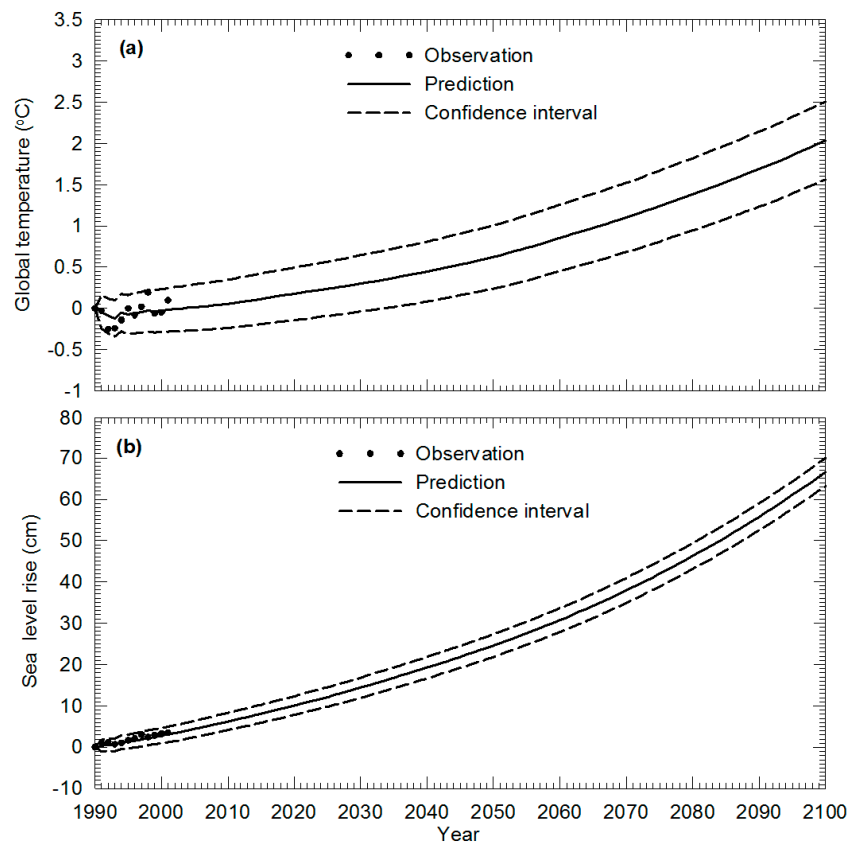 (a)
Observation
Prediction
Confidence interval
Global temperature (°C)
3.5
3
2.5
2
1.5
1
0.5
0
-0.5
-1
(b)
Observation
Prediction
Confidence interval
Sea level rise (cm)
80
70
60
50
40
30
20
10
0
-10
1990 2000 2010 2020 2030 2040 2050 2060 2070 2080 2090 2100
Year